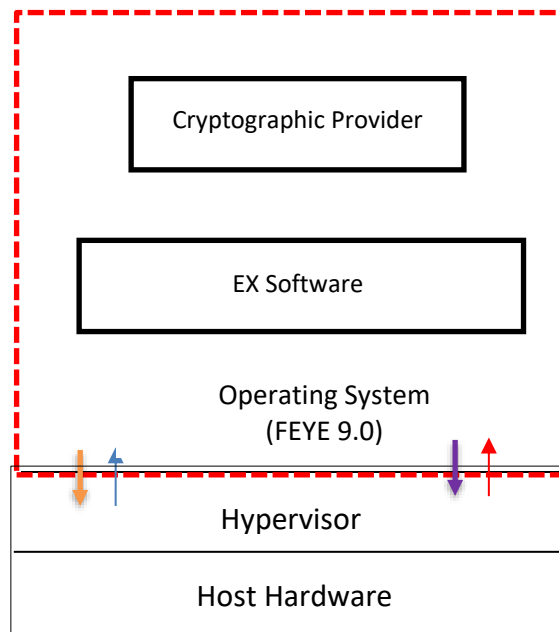 Cryptographic Provider
EX Software
Operating System
(FEYE 9.0)
Hypervisor
Host Hardware